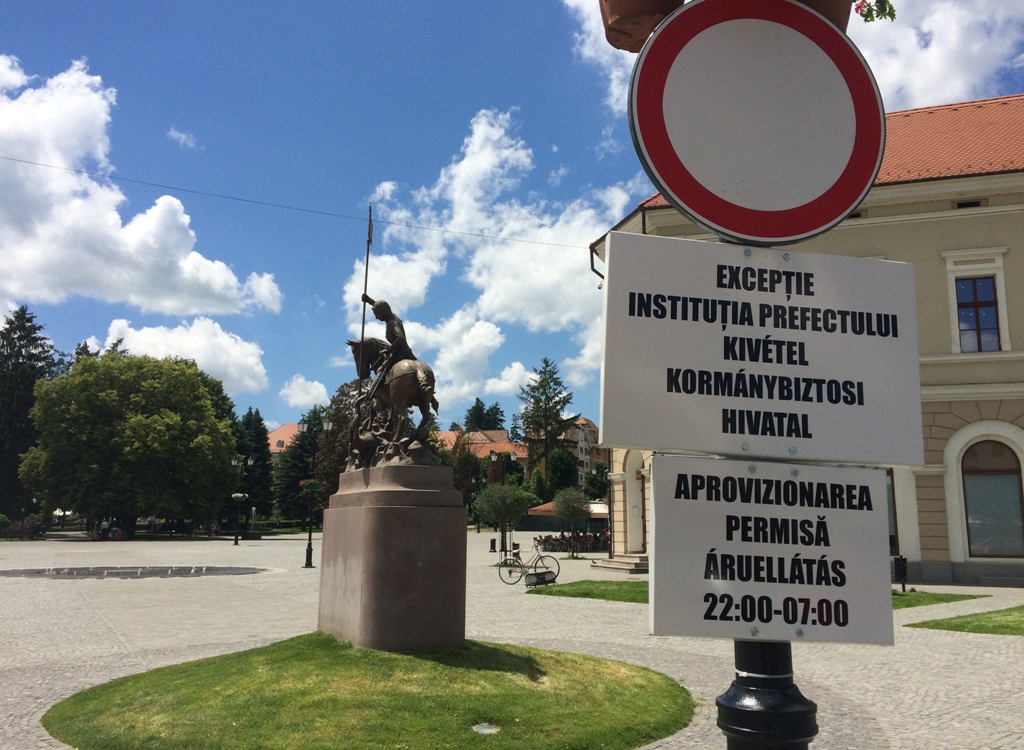 EXCEPȚIE
INSTITUȚIA PREFECTULUI
KIVÉTEL
KORMÁNYBIZTOSI
HIVATAL
APROVIZIONAREA
PERMISĂ
ÁRUELLÁTÁS
22:00-07:00